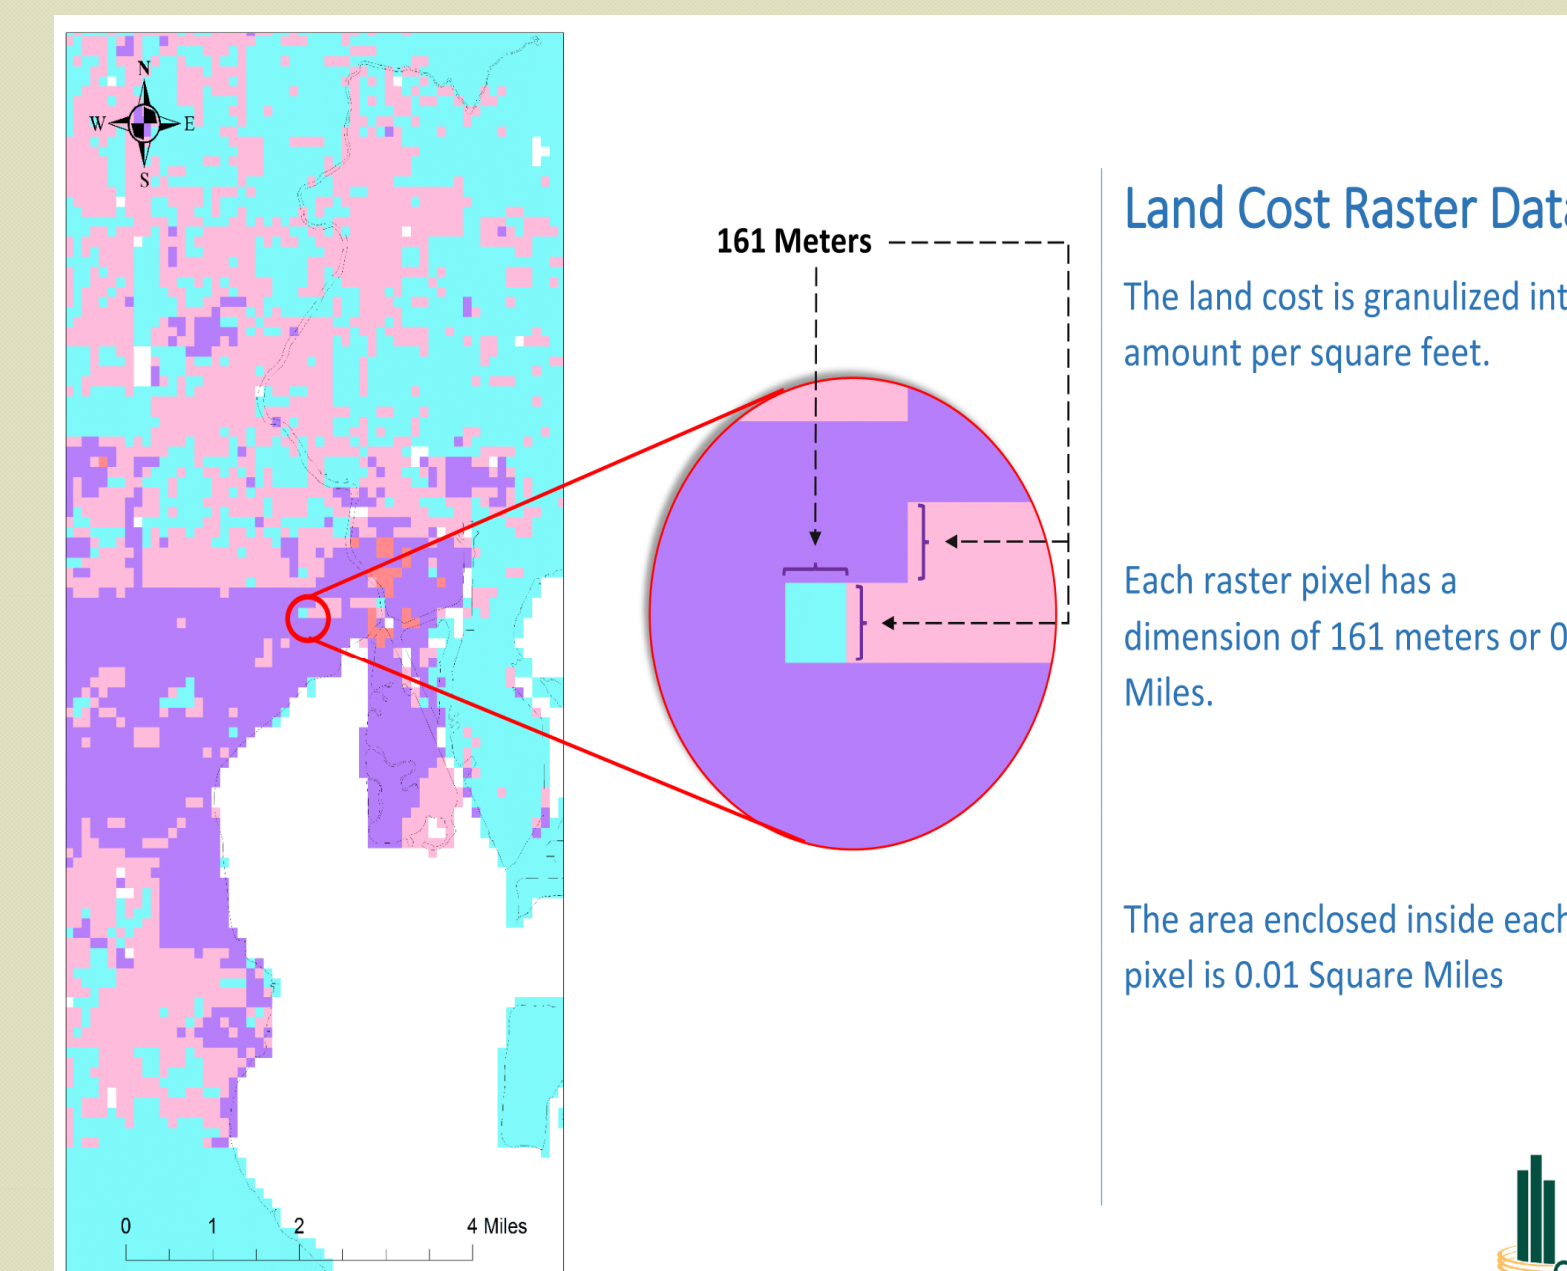 N
W
E
S
161 Meters
Land Cost Raster Dat
The land cost is granulized int
amount per square feet.
Each raster pixel has a
dimension of 161 meters or 0
Miles.
The area enclosed inside each
pixel is 0.01 Square Miles
0 1 2 4 Miles